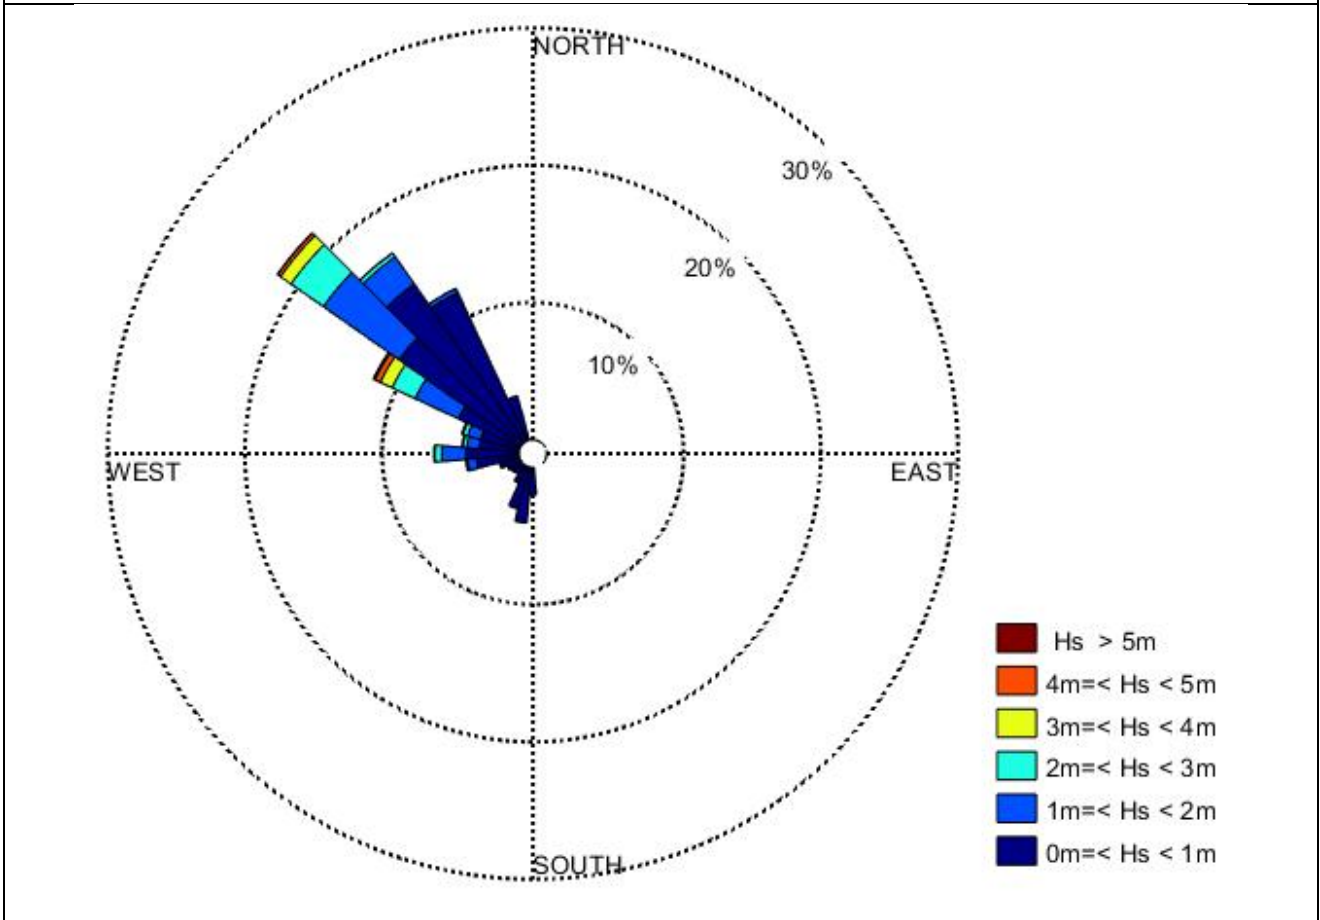 NORTH
30%
20%
10%
WEST
EAST
SOUTH
Hs > 5m
4m=< Hs < 5m
3m=< Hs < 4m
2m=< Hs < 3m
1m=< Hs < 2m
0m=< Hs < 1m